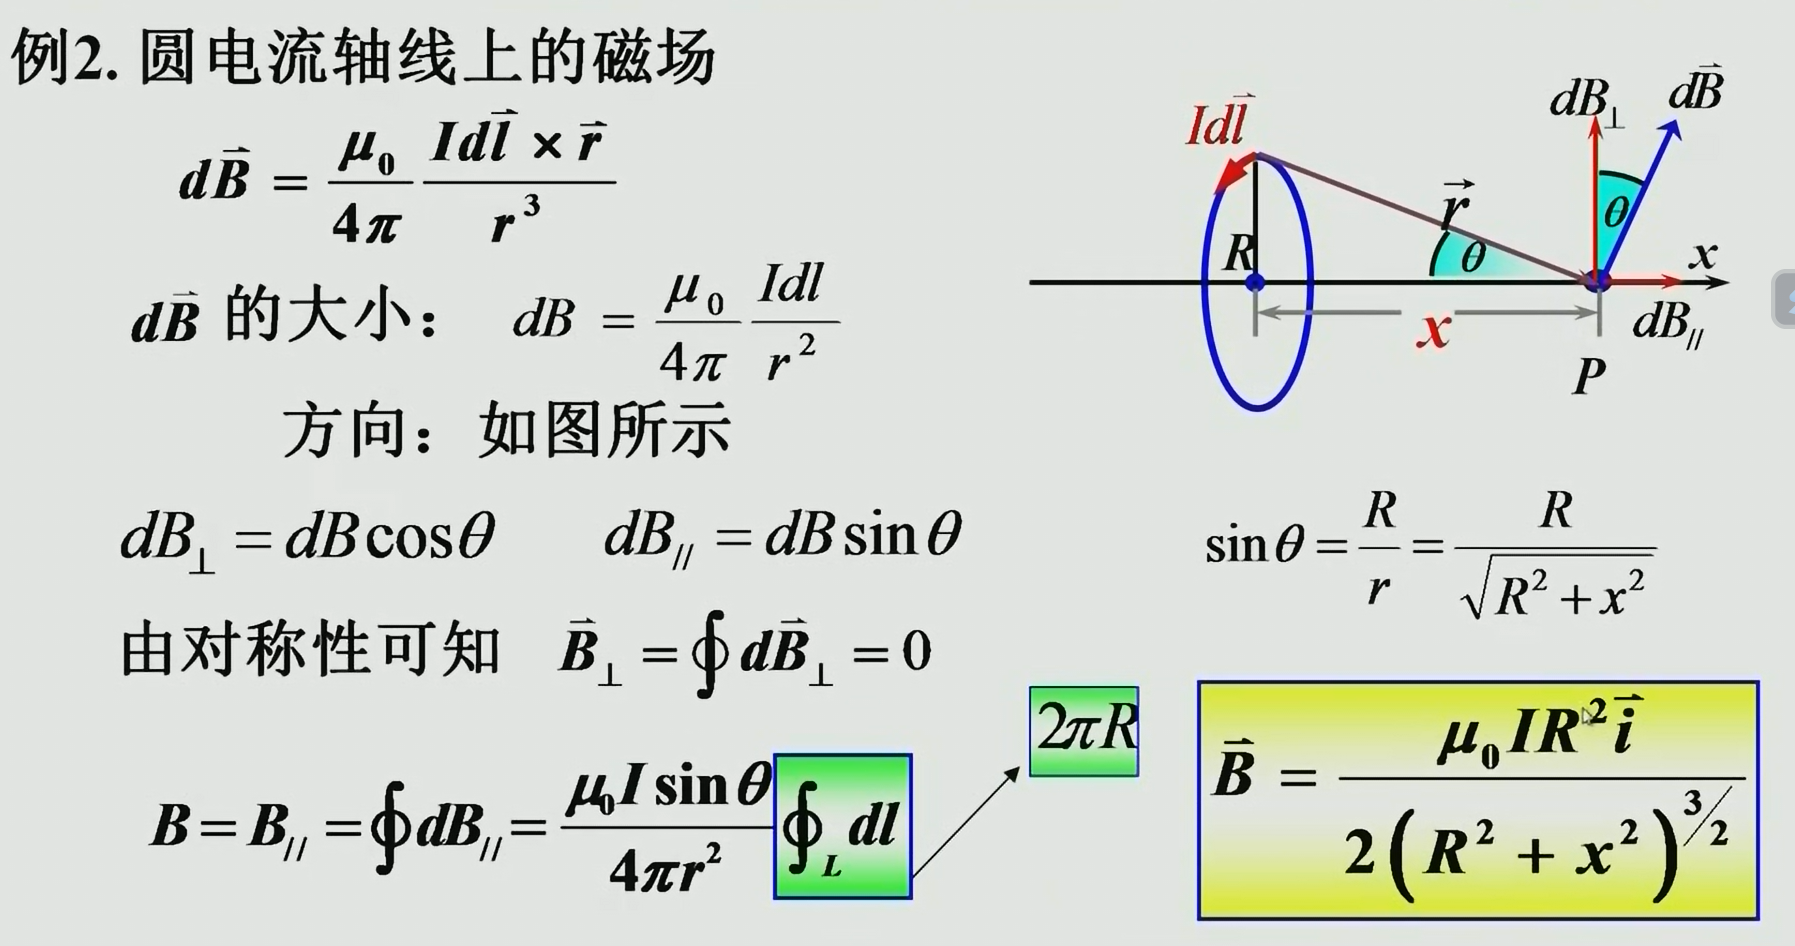 例2. 圆电流轴线上的磁场
$d\vec{B} = \frac{\mu_0}{4\pi} \frac{Id\vec{l} \times \vec{r}}{r^3}$
$d\vec{B}$ 的大小： $dB = \frac{\mu_0}{4\pi} \frac{Idl}{r^2}$
方向：如图所示
$dB_{\perp} = dB\cos\theta$ $dB_{//} = dB\sin\theta$
由对称性可知 $\vec{B}_{\perp} = \oint d\vec{B}_{\perp} = 0$
$B = B_{//} = \oint dB_{//} = \frac{\mu_0 I \sin\theta}{4\pi r^2} \oint_L dl$
$2\pi R$
$Id\vec{l}$
$R$
$\vec{r}$
$\theta$
$x$
$P$
$dB_{\perp}$
$d\vec{B}$
$\theta$
$x$
$dB_{//}$
$\sin\theta = \frac{R}{r} = \frac{R}{\sqrt{R^2 + x^2}}$
$\vec{B} = \frac{\mu_0 I R^2 \vec{i}}{2(R^2 + x^2)^{3/2}}$